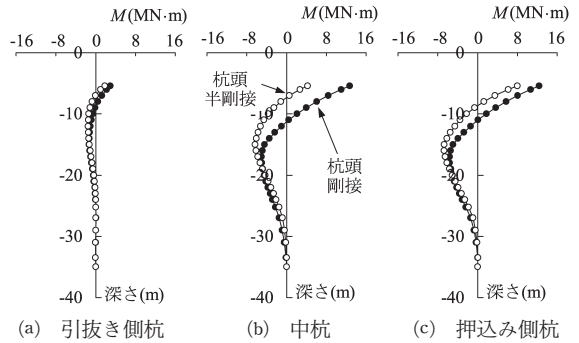 M(MN·m) M(MN·m) M(MN·m)
-16 -8 0 8 16 -16 -8 0 8 16 -16 -8 0 8 16
杭頭
半剛接
-10 -10 -10
杭頭
剛接
-20 -20 -20
-30 -30 -30
-40 深さ(m) -40 深さ(m) -40 深さ(m)
(a) 引抜き側杭 (b) 中杭 (c) 押込み側杭